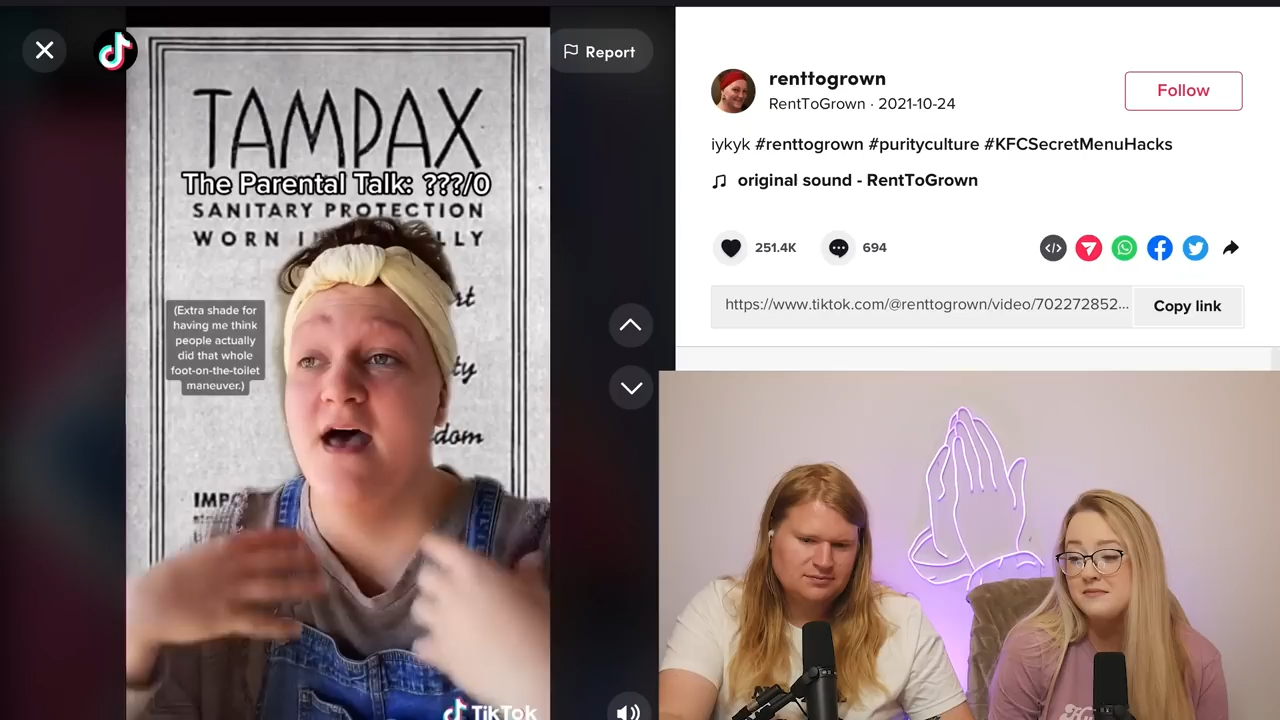 Report
TAMPAX
The Parental Talk: ???/0
SANITARY PROTECTION
WORN
(Extra shade for
having me think
people actually
did that whole
foot-on-the-toilet
maneuver.)
TikTok
renttogrown
RentToGrown · 2021-10-24
Follow
iykyk #renttogrown #purityculture #KFCSecretMenuHacks
original sound - RentToGrown
251.4K
694
https://www.tiktok.com/@renttogrown/video/702272852...
Copy link